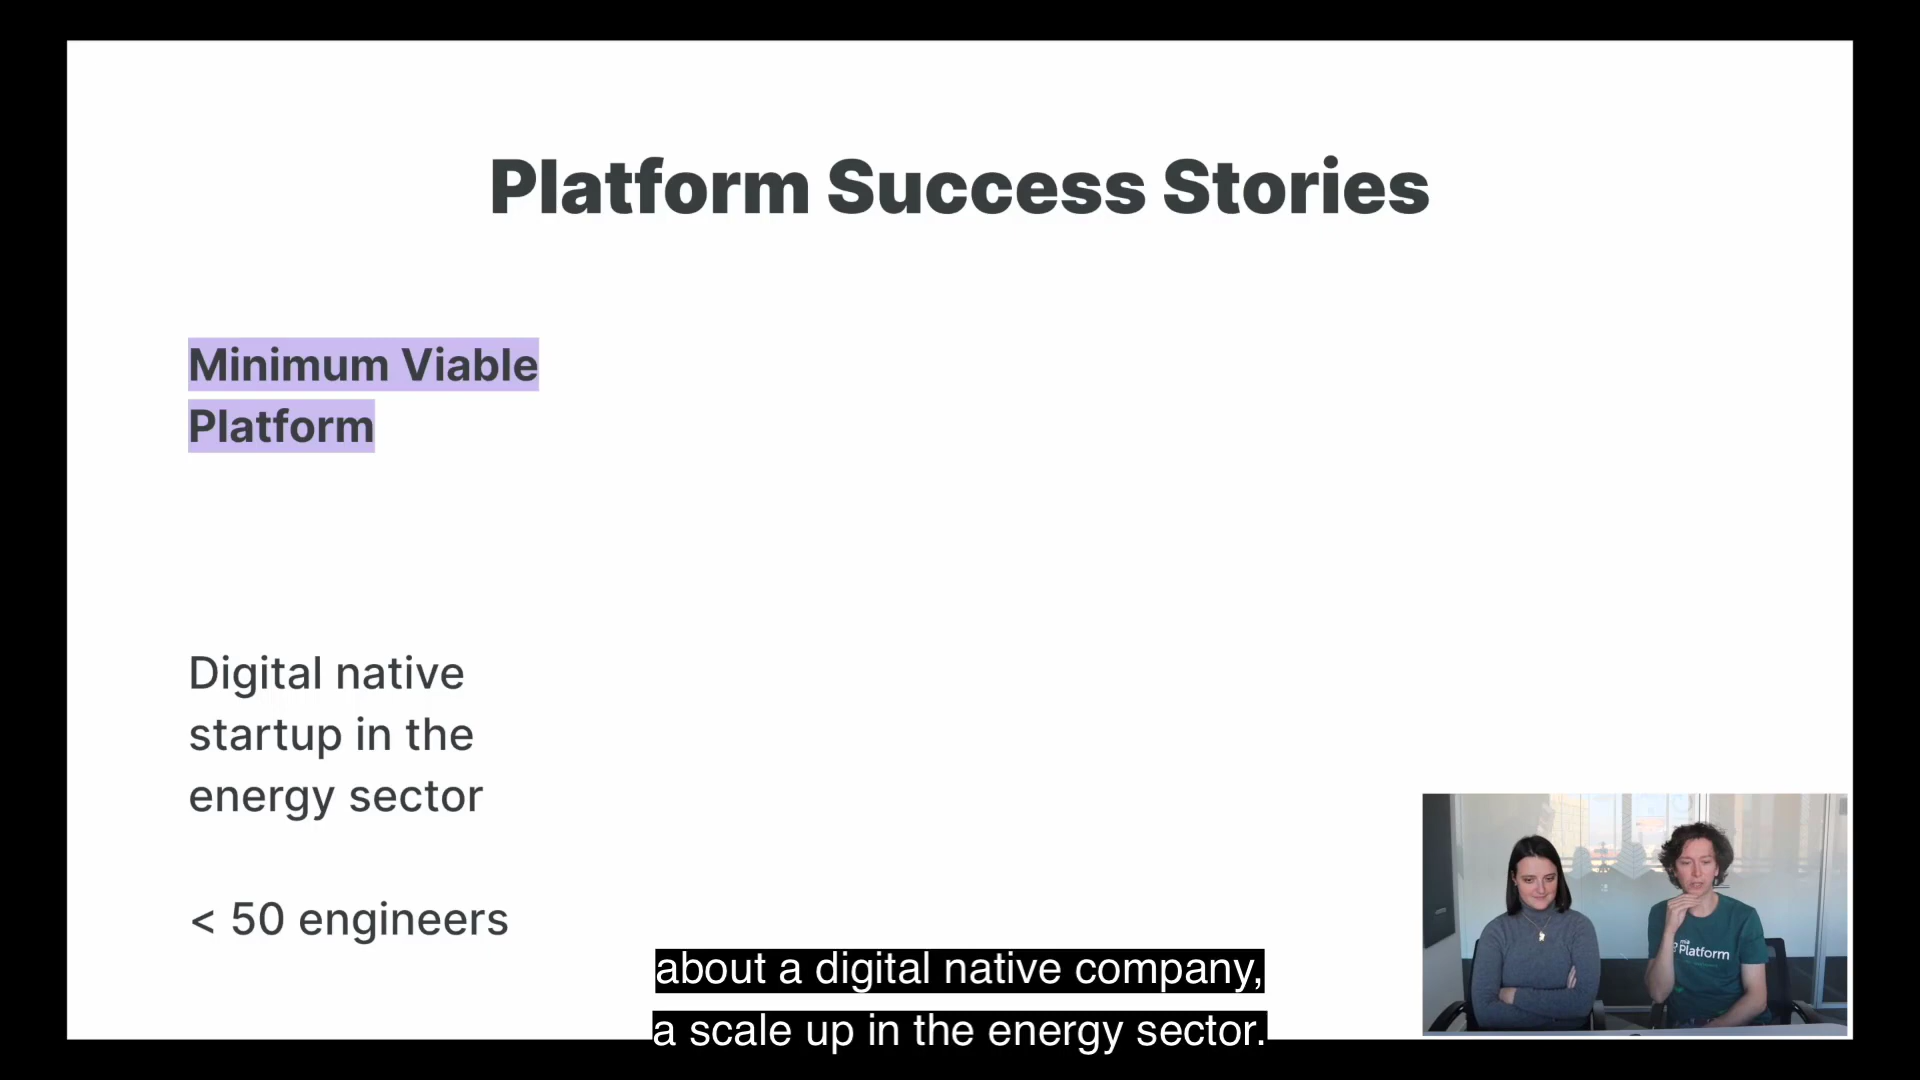 Platform Success Stories
Minimum Viable
Platform
Digital native
startup in the
energy sector
< 50 engineers
about a digital native company,
a scale up in the energy sector.
mia
Platform